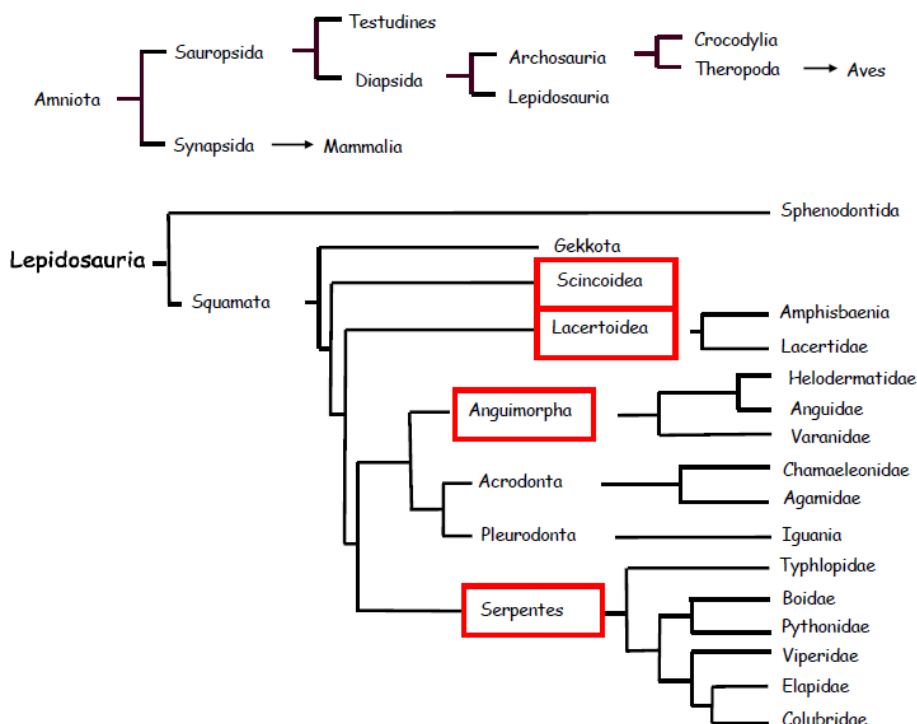 Testudines
Sauropsida
Crocodylia
Archosauria
Theropoda
Aves
Diapsida
Amniota
Lepidosauria
Synapsida
Mammalia
Sphenodontida
Lepidosauria
Gekkota
Squamata
Scincoidea
Amphisbaenia
Lacertoidea
Lacertidae
Helodermatidae
Anguimorpha
Anguidae
Varanidae
Chamaeleonidae
Acrodonta
Agamidae
Pleurodonta
Iguania
Typhlopidae
Serpentes
Boidae
Pythonidae
Viperidae
Elapidae
Colubridae